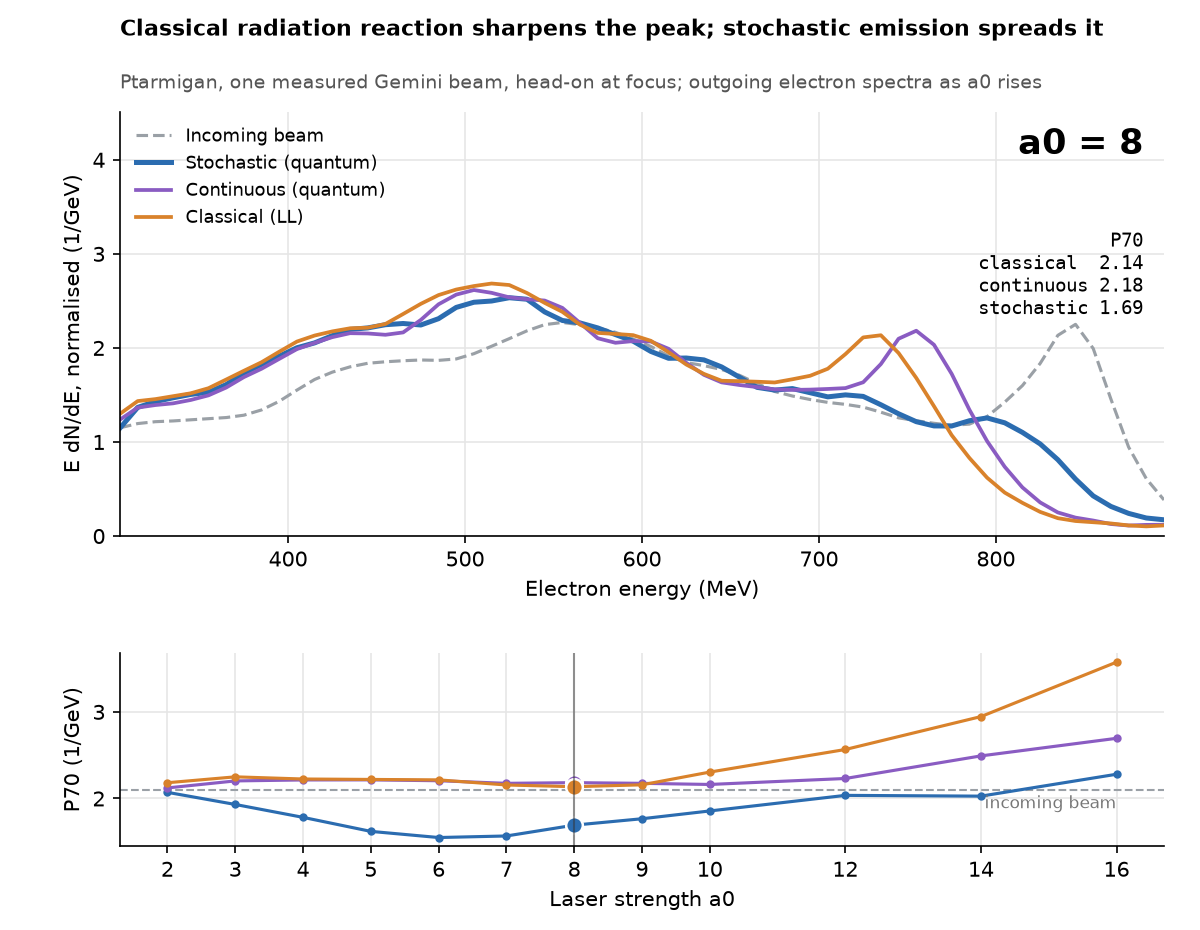 Classical radiation reaction sharpens the peak; stochastic emission spreads it
Ptarmigan, one measured Gemini beam, head-on at focus; outgoing electron spectra as a0 rises
Incoming beam
Stochastic (quantum)
Continuous (quantum)
Classical (LL)
a0 = 8
P70
classical 2.14
continuous 2.18
stochastic 1.69
E dN/dE, normalised (1/GeV)
4
3
2
1
0
400 500 600 700 800
Electron energy (MeV)
P70 (1/GeV)
3
2
Incoming beam
2 3 4 5 6 7 8 9 10 12 14 16
Laser strength a0